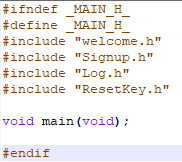 #ifndef _MAIN_H_
#define _MAIN_H_
#include "welcome.h"
#include "Signup.h"
#include "Log.h"
#include "ResetKey.h"
void main(void);
#endif